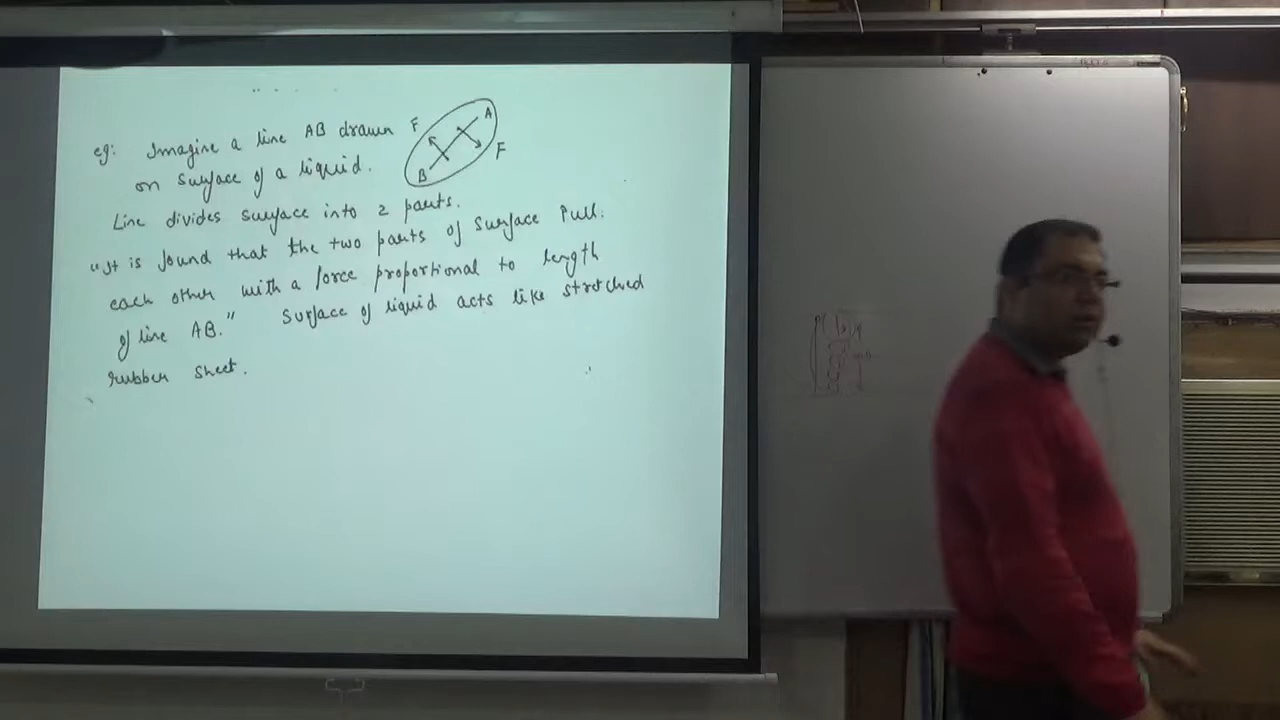 eg: Imagine a line AB drawn
on surface of a liquid.
F
A
B
F
Line divides surface into 2 parts.
"It is found that the two parts of surface Pull.
each other with a force proportional to length
of line AB." Surface of liquid acts like stretched
rubber sheet.